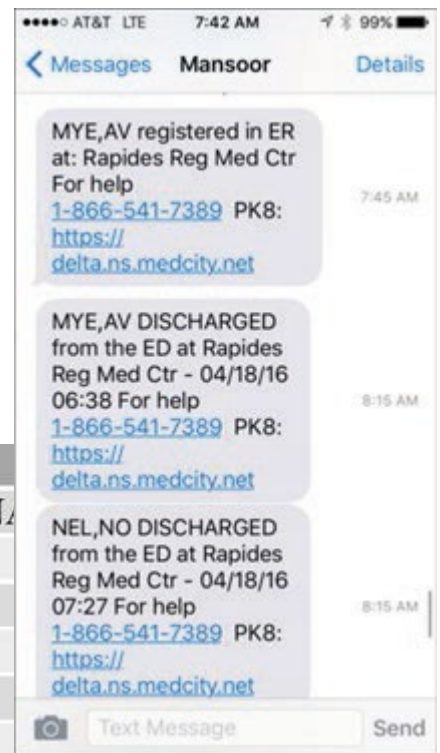 AT&T LTE 7:42 AM 99%
Messages Mansoor Details
MYE,AV registered in ER
at: Rapides Reg Med Ctr
For help
1-866-541-7389 PK8:
https://
delta.ns.medcity.net
7:45 AM
MYE,AV DISCHARGED
from the ED at Rapides
Reg Med Ctr - 04/18/16
06:38 For help
1-866-541-7389 PK8:
https://
delta.ns.medcity.net
8:15 AM
NEL,NO DISCHARGED
from the ED at Rapides
Reg Med Ctr - 04/18/16
07:27 For help
1-866-541-7389 PK8:
https://
delta.ns.medcity.net
8:15 AM
Text Message Send